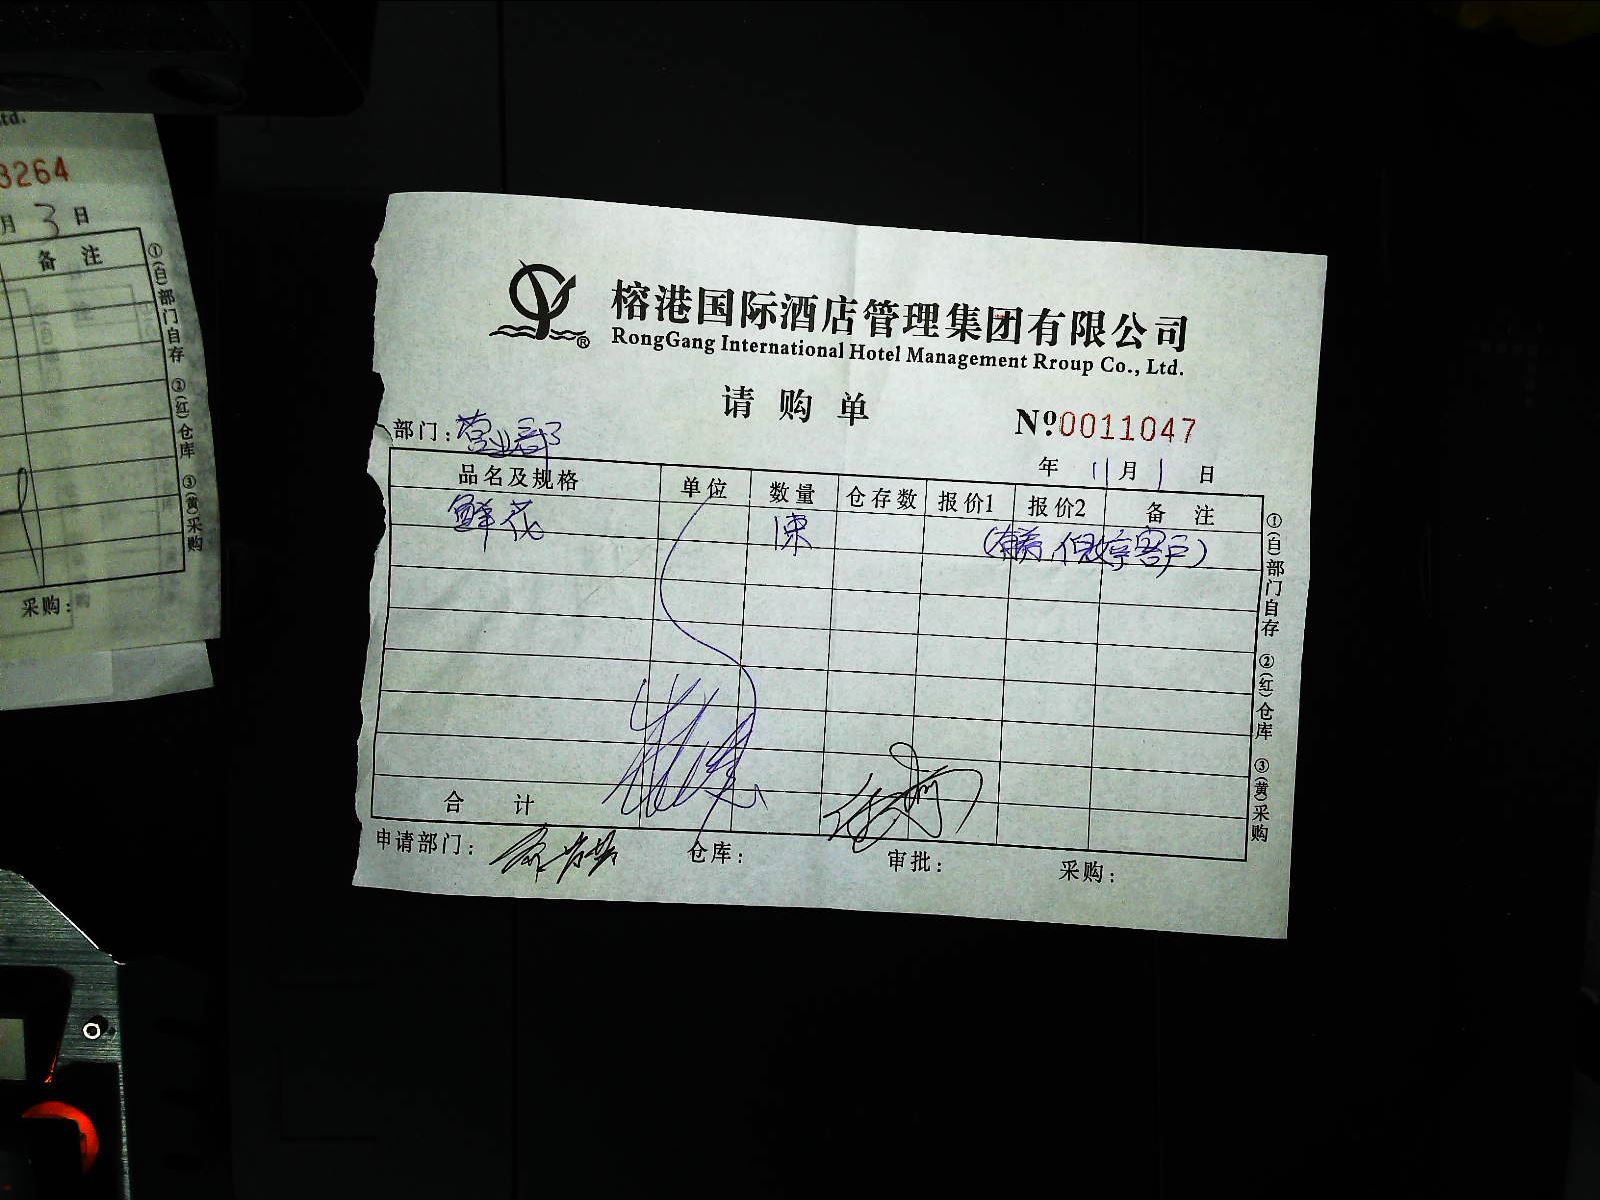 td.
3264
月 3 日
备 注
①(白)部门自存 ②(红)仓库 ③(黄)采购
采购:
榕港国际酒店管理集团有限公司
RongGang International Hotel Management Rroup Co., Ltd.
请购单
Nº0011047
部门:营业部
年 11月 1 日
品名及规格 单位 数量 仓存数 报价1 报价2 备 注
鲜花 1束 客户)
合 计
申请部门: 仓库: 审批: 采购:
①(白)部门自存 ②(红)仓库 ③(黄)采购